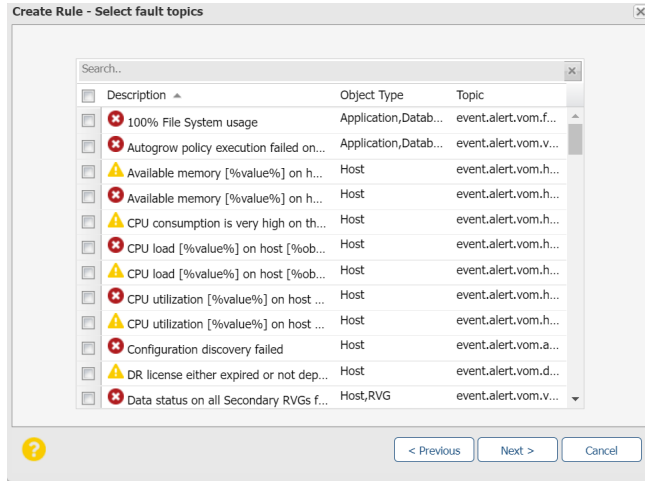 Create Rule - Select fault topics
Search..
Description Object Type Topic
100% File System usage Application,Datab... event.alert.vom.f...
Autogrow policy execution failed on... Application,Datab... event.alert.vom.v...
Available memory [%value%] on h... Host event.alert.vom.h...
Available memory [%value%] on h... Host event.alert.vom.h...
CPU consumption is very high on th... Host event.alert.vom.h...
CPU load [%value%] on host [%ob... Host event.alert.vom.h...
CPU load [%value%] on host [%ob... Host event.alert.vom.h...
CPU utilization [%value%] on host ... Host event.alert.vom.h...
CPU utilization [%value%] on host ... Host event.alert.vom.h...
Configuration discovery failed Host event.alert.vom.a...
DR license either expired or not dep... Host event.alert.vom.d...
Data status on all Secondary RVGs f... Host,RVG event.alert.vom.v...
? < Previous Next > Cancel